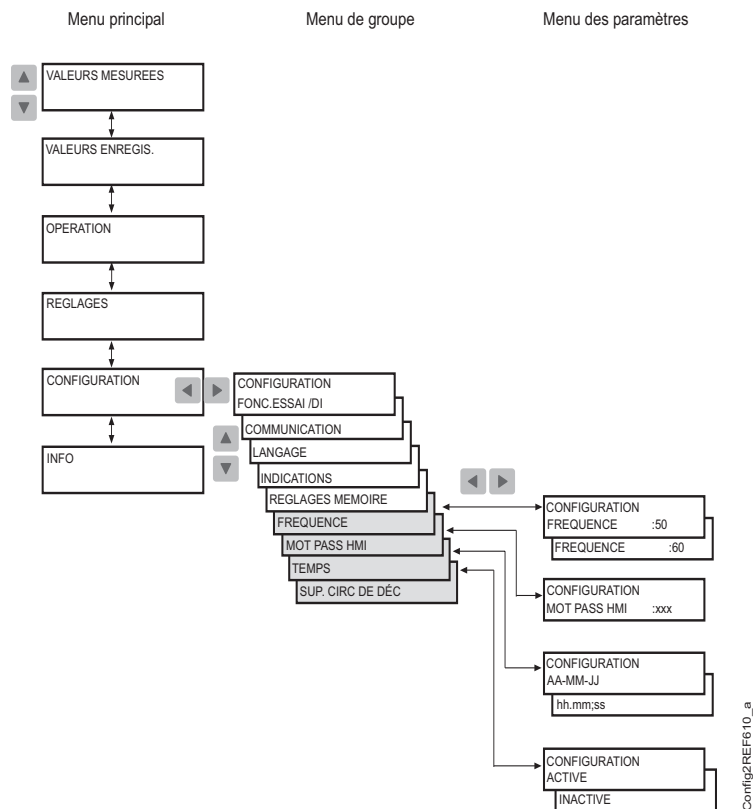 Menu principal
Menu de groupe
Menu des paramètres
VALEURS MESUREES
VALEURS ENREGIS.
OPERATION
REGLAGES
CONFIGURATION
INFO
CONFIGURATION
FONC.ESSAI /DI
COMMUNICATION
LANGAGE
INDICATIONS
REGLAGES MEMOIRE
FREQUENCE
MOT PASS HMI
TEMPS
SUP. CIRC DE DÉC
CONFIGURATION
FREQUENCE :50
FREQUENCE :60
CONFIGURATION
MOT PASS HMI :xxx
CONFIGURATION
AA-MM-JJ
hh.mm;ss
CONFIGURATION
ACTIVE
INACTIVE
Config2REF610_a